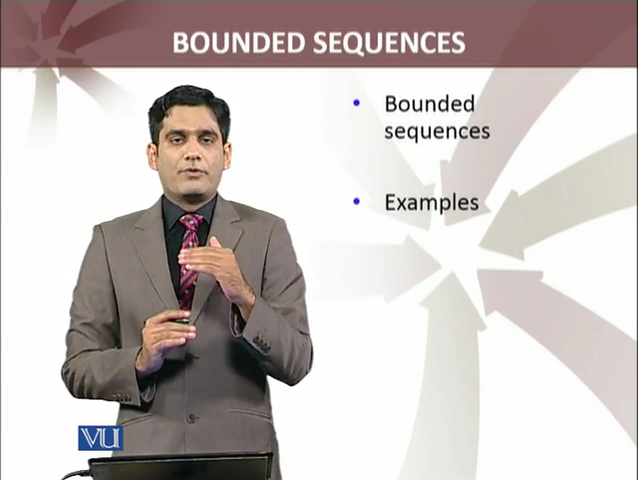 BOUNDED SEQUENCES
• Bounded
sequences
• Examples
VU